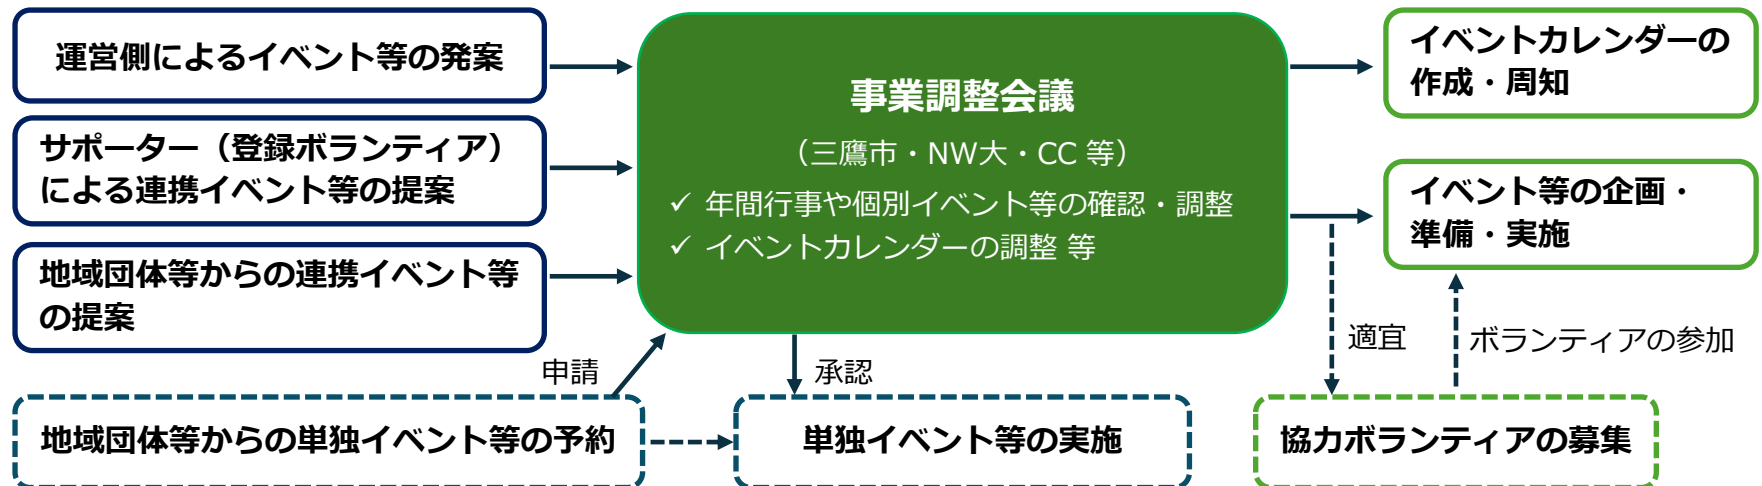 運営側によるイベント等の発案
サポーター（登録ボランティア）
による連携イベント等の提案
地域団体等からの連携イベント等
の提案
事業調整会議
（三鷹市・NW大・CC 等）
✓ 年間行事や個別イベント等の確認・調整
✓ イベントカレンダーの調整 等
イベントカレンダーの
作成・周知
イベント等の企画・
準備・実施
申請
承認
適宜
ボランティアの参加
地域団体等からの単独イベント等の予約
単独イベント等の実施
協力ボランティアの募集